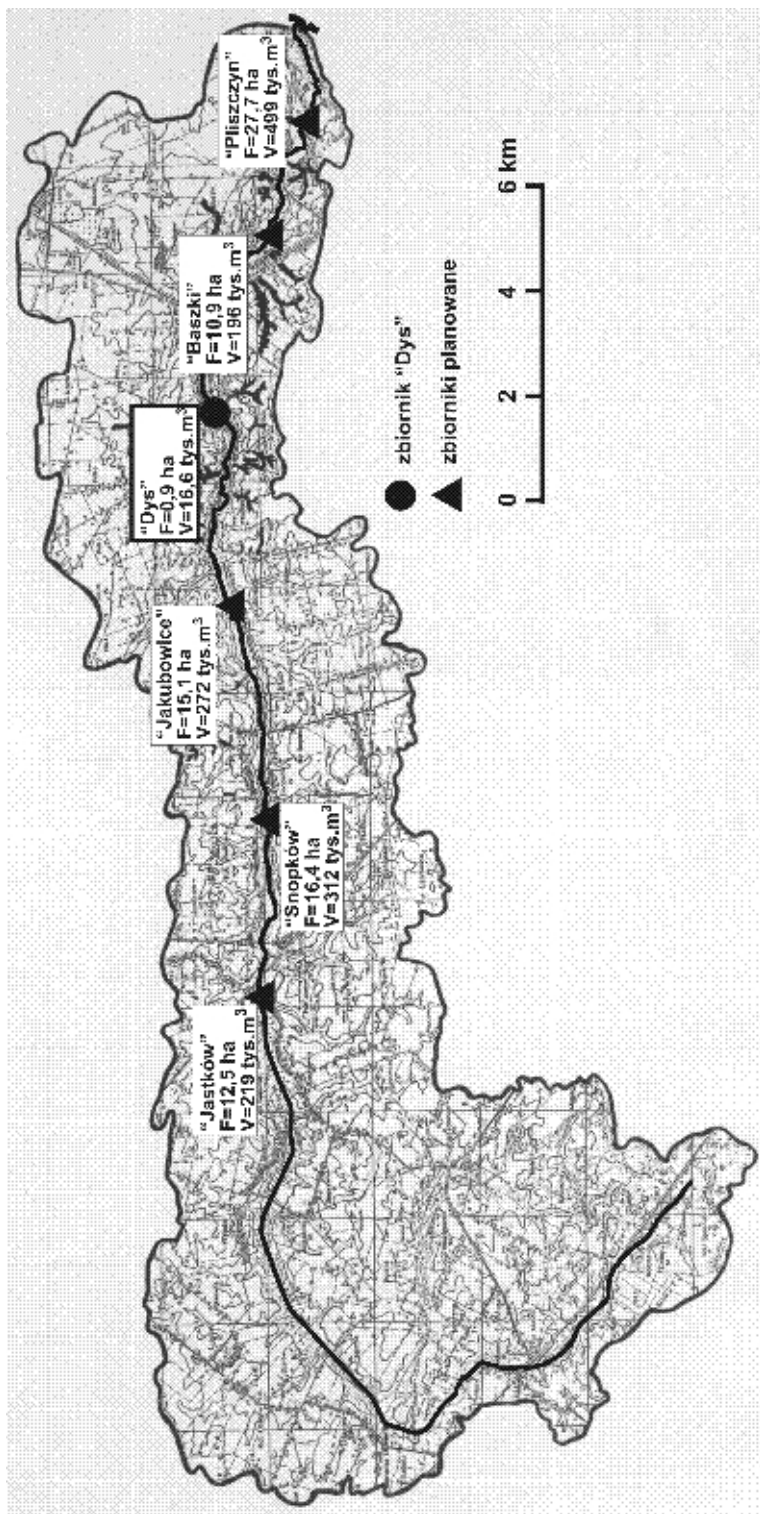 "Jastków"
F=12,5 ha
V=219 tys.m³
"Snopków"
F=16,4 ha
V=312 tys.m³
"Jakubowice"
F=15,1 ha
V=272 tys.m³
"Dys"
F=0,9 ha
V=16,6 tys.m³
"Baszki"
F=10,9 ha
V=196 tys.m³
"Pliszczyn"
F=27,7 ha
V=499 tys.m³
zbiornik "Dys"
zbiorniki planowane
0 2 4 6 km